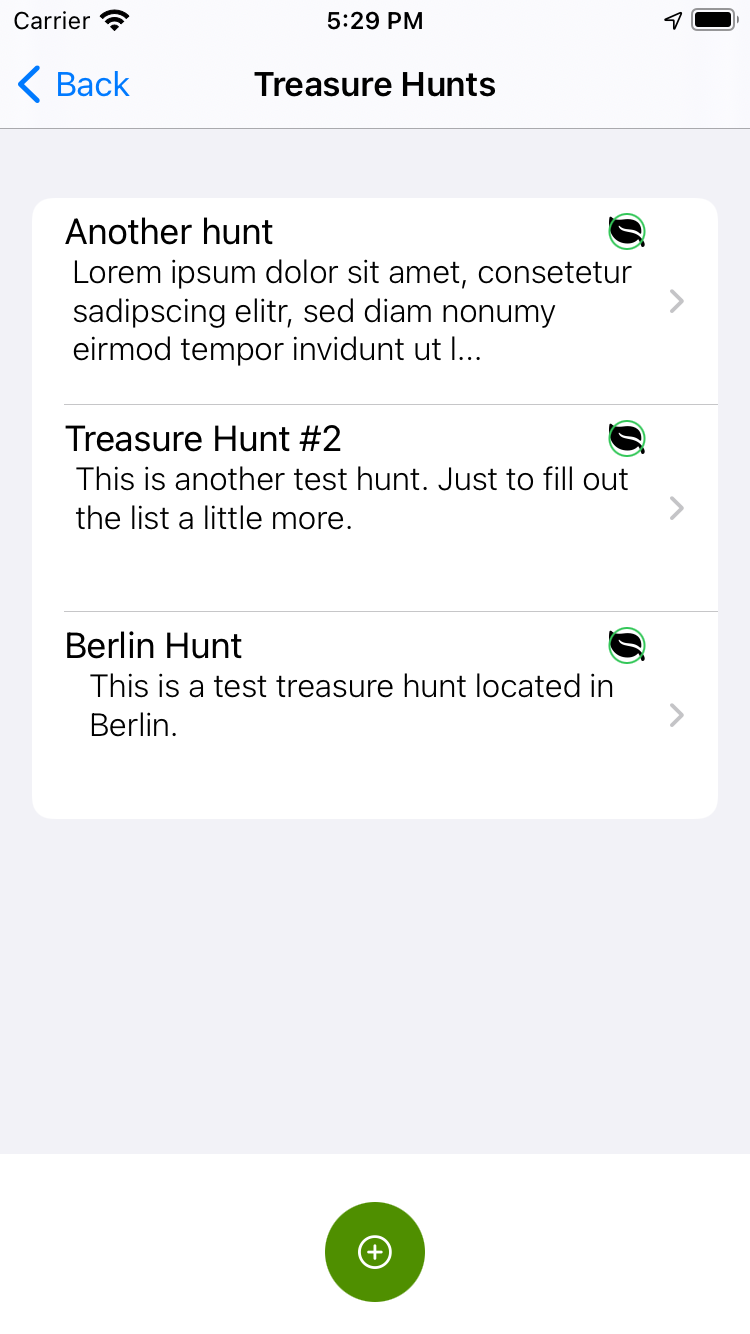 Carrier 5:29 PM
Back Treasure Hunts
Another hunt
Lorem ipsum dolor sit amet, consetetur
sadipscing elitr, sed diam nonumy
eirmod tempor invidunt ut l...
Treasure Hunt #2
This is another test hunt. Just to fill out
the list a little more.
Berlin Hunt
This is a test treasure hunt located in
Berlin.